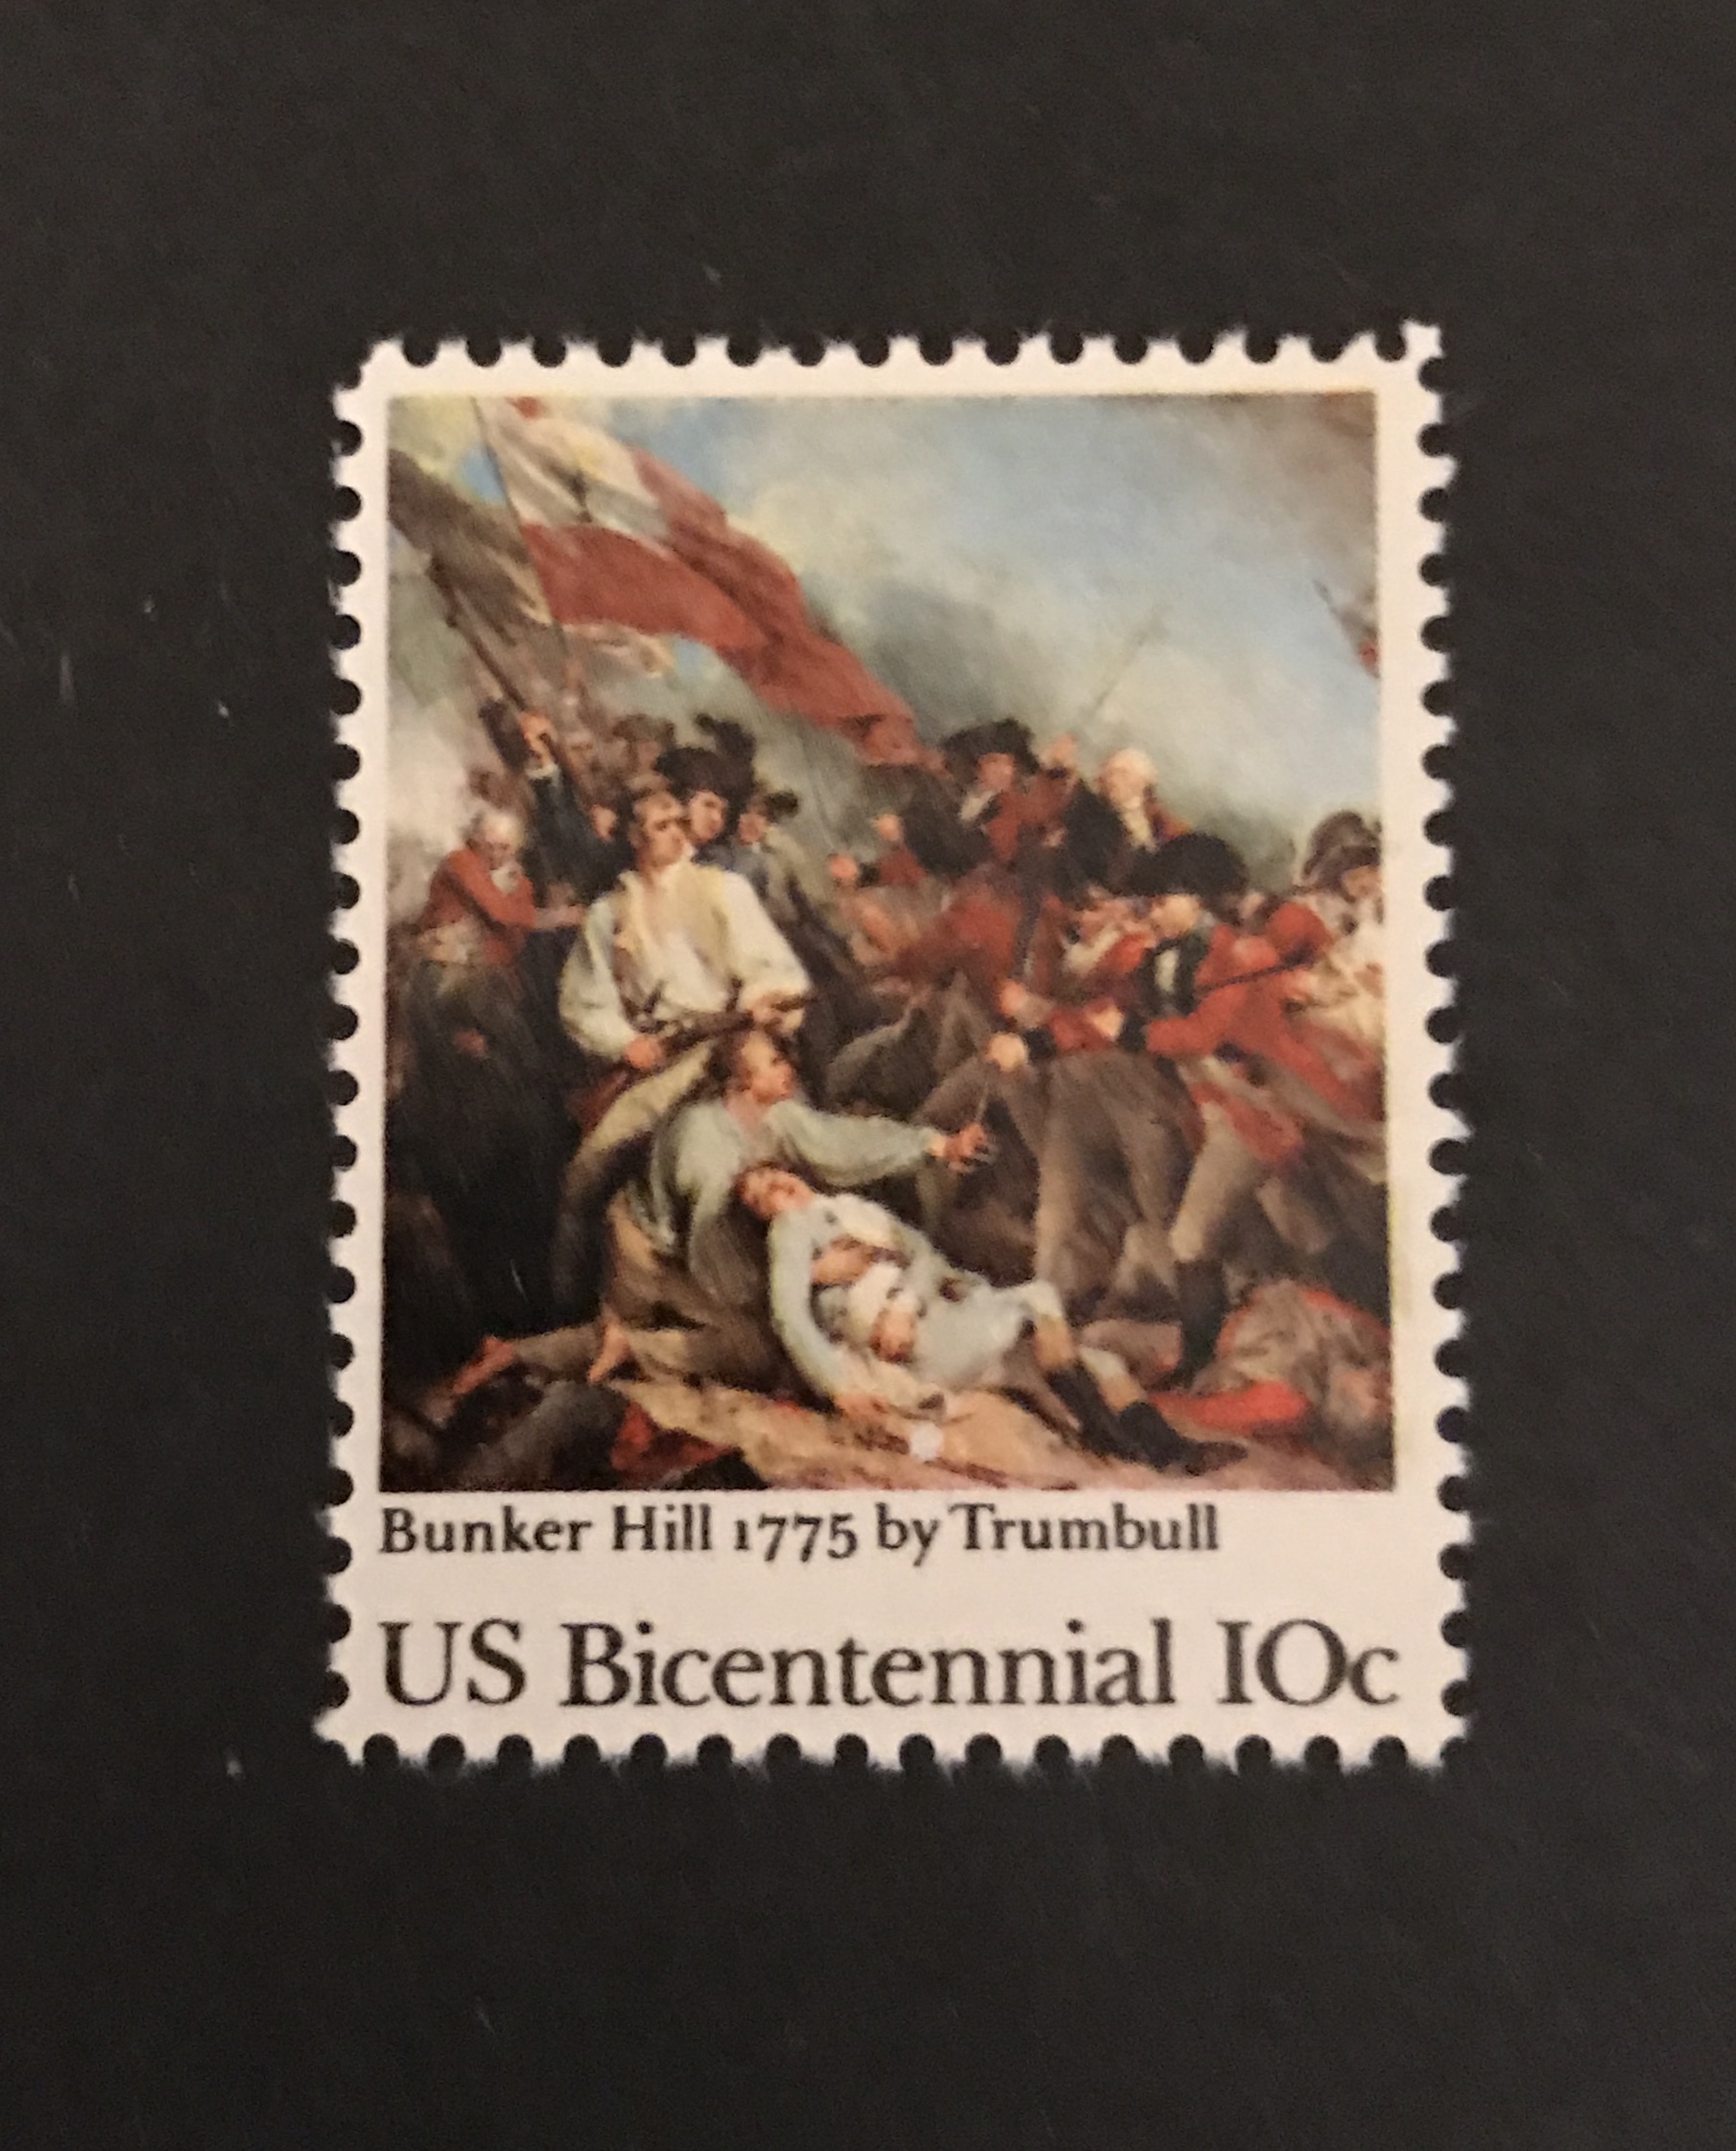 Bunker Hill 1775 by Trumbull
US Bicentennial 10c